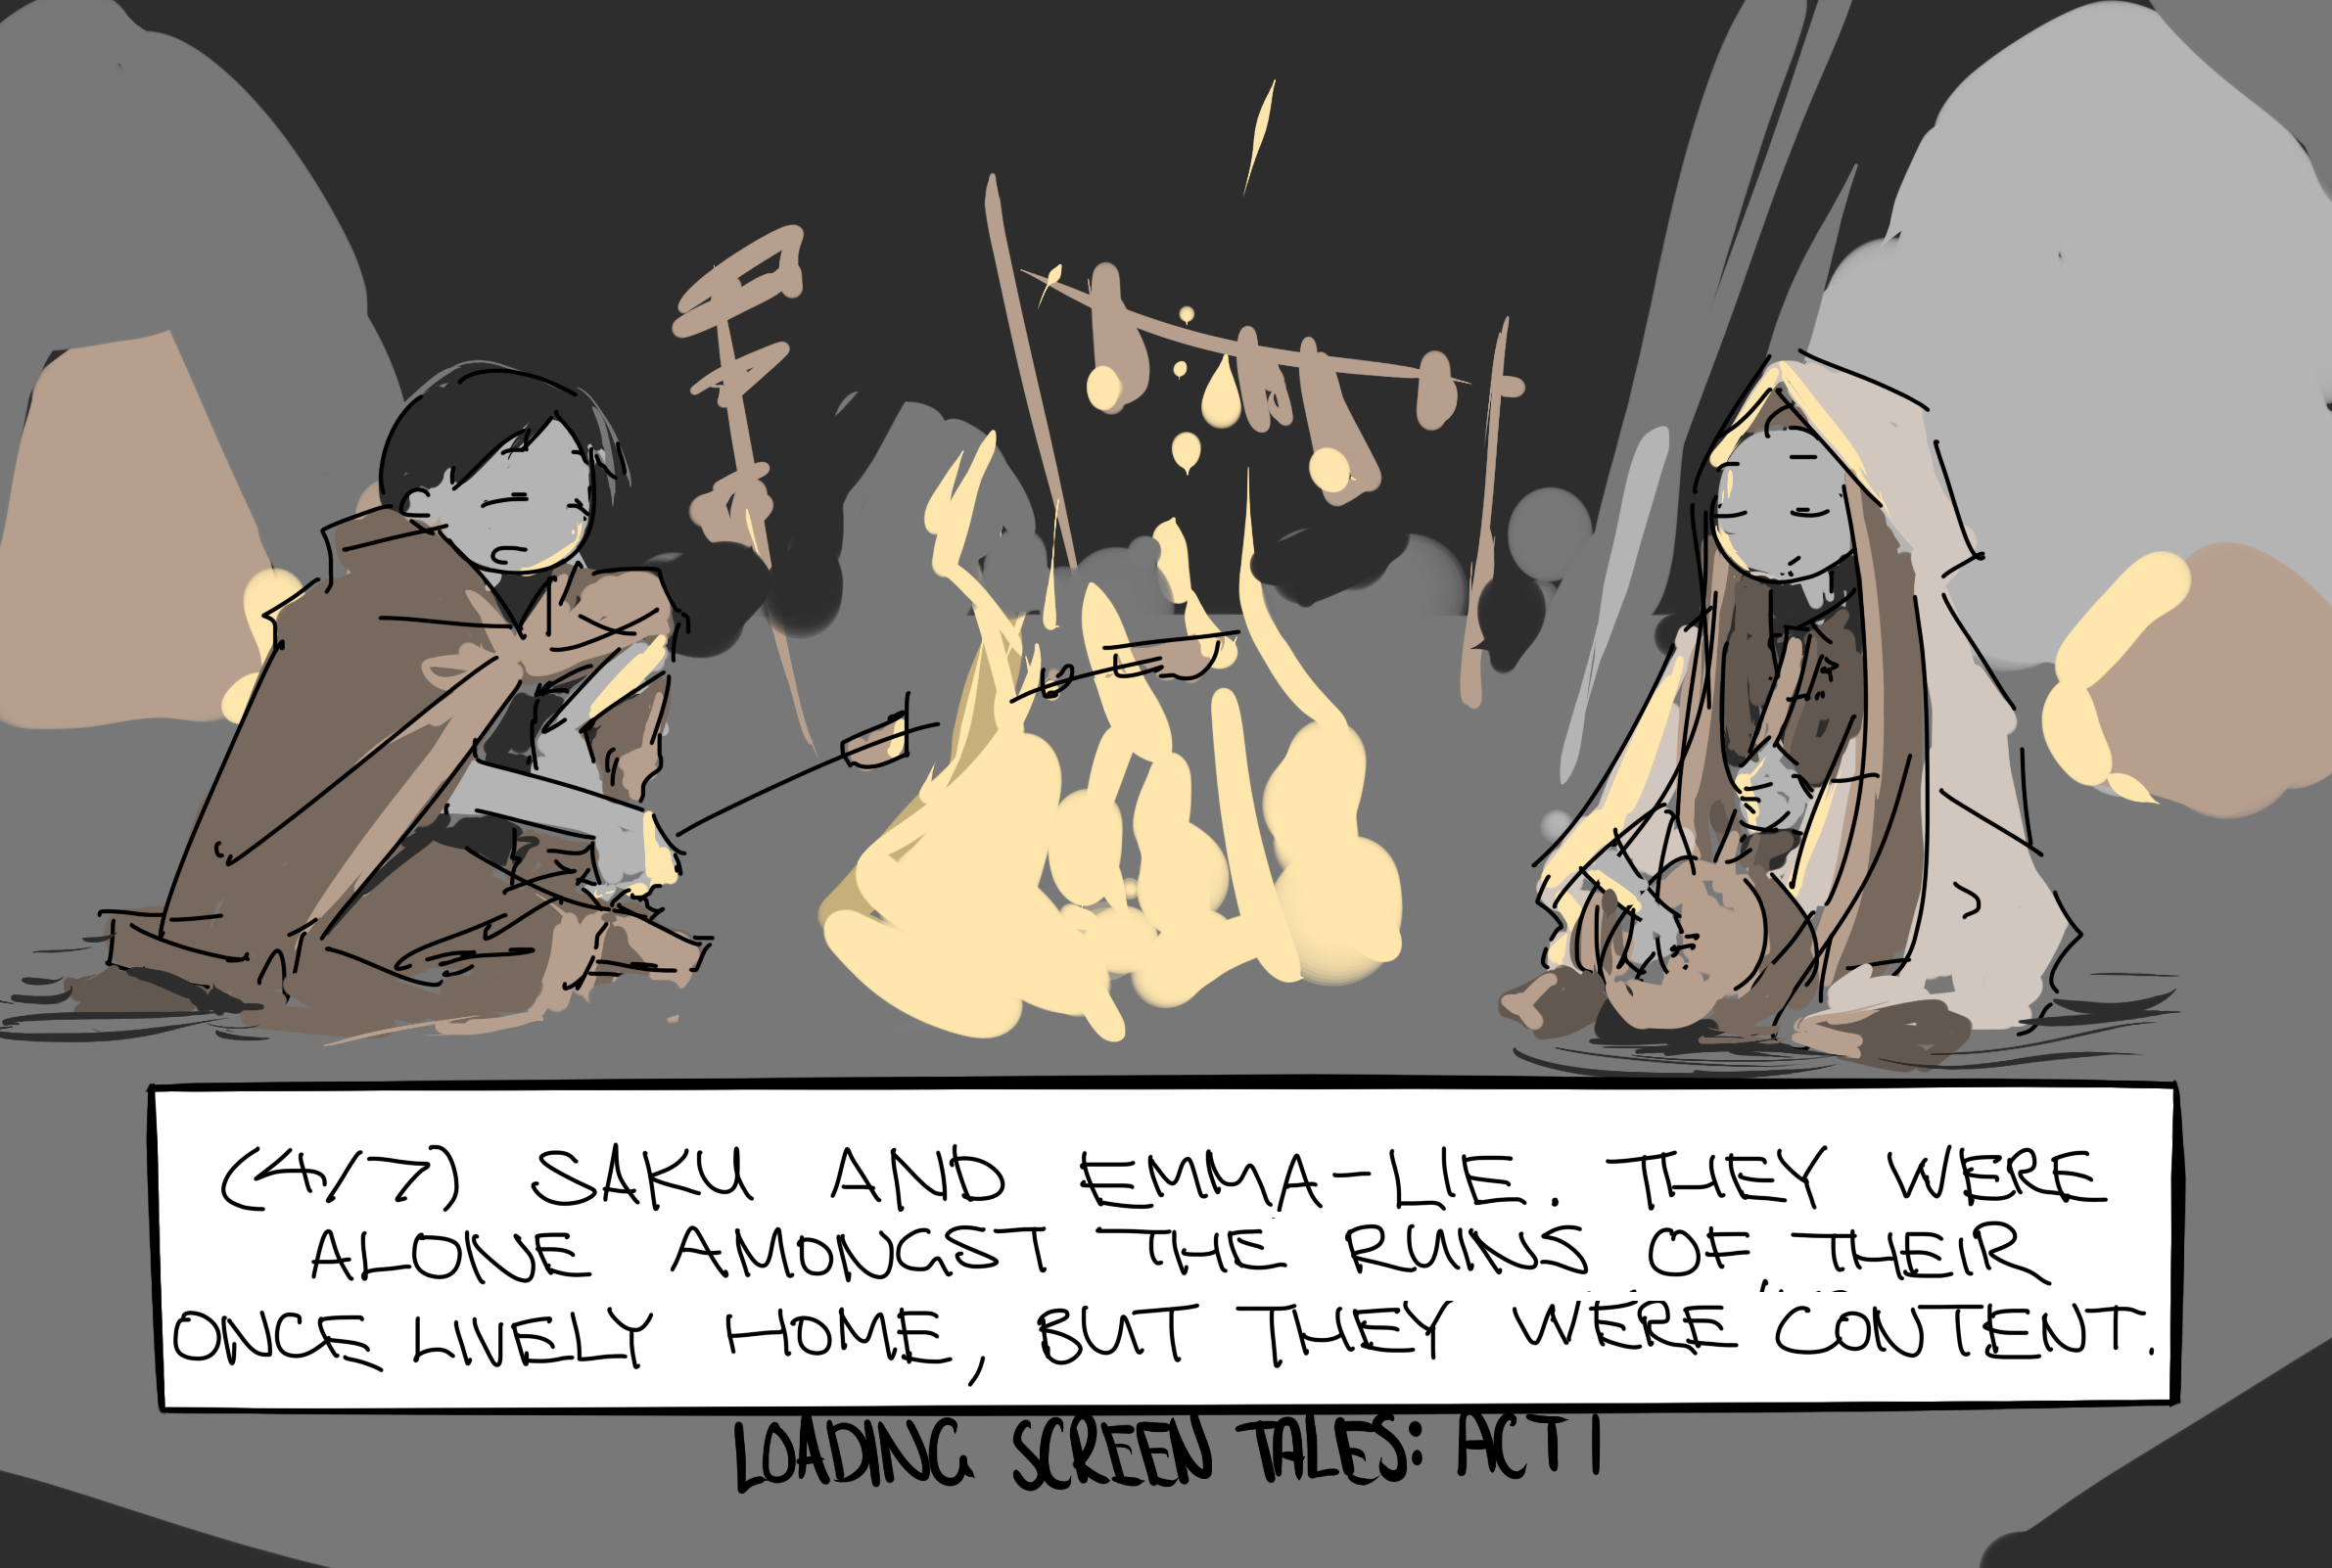 (4/7) SAKU AND EMMA-LIE. THEY WERE
ALONE AMONGST THE RUINS OF THEIR
ONCE LIVELY HOME, BUT THEY WERE CONTENT.
LOADING SCREEN TALES: ACT 1